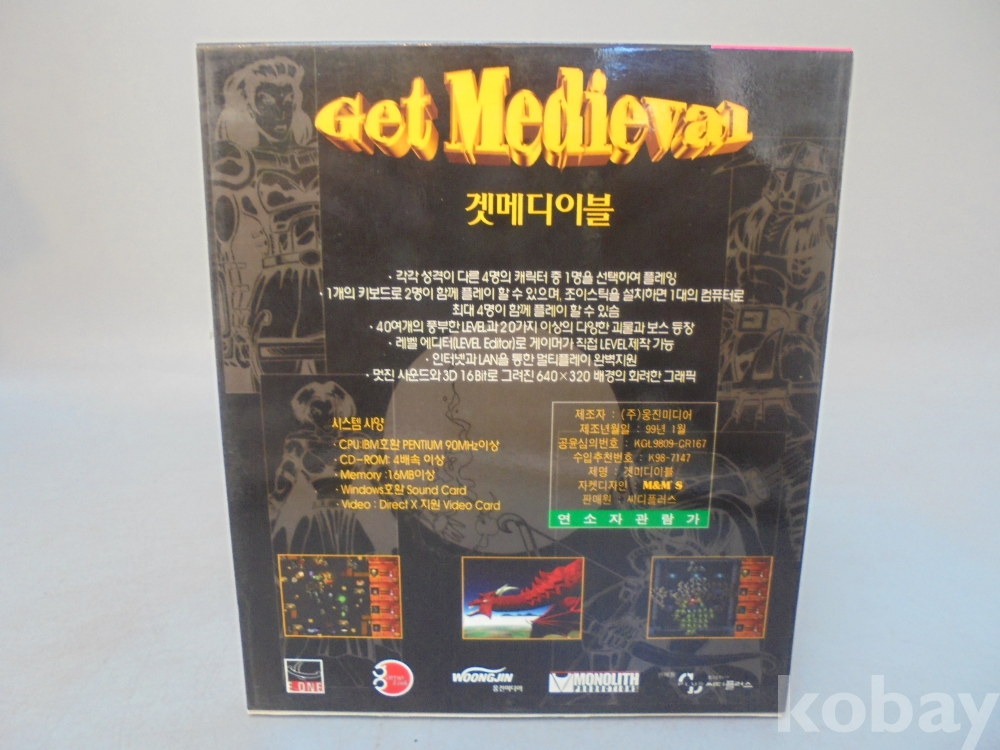 Get Medieval
겟메디이블
· 각각 성격이 다른 4명의 캐릭터 중 1명을 선택하여 플레잉
· 1개의 키보드로 2명이 함께 플레이 할 수 있으며, 조이스틱을 설치하면 1대의 컴퓨터로
최대 4명이 함께 플레이 할 수 있슴
· 40여개의 풍부한 LEVEL과 20가지 이상의 다양한 괴물과 보스 등장
· 레벨 에디터(LEVEL Editor)로 게이머가 직접 LEVEL제작 가능
· 인터넷과 LAN을 통한 멀티플레이 완벽지원
· 멋진 사운드와 3D 16Bit로 그려진 640×320 배경의 화려한 그래픽
시스템 사양
· CPU:IBM호환 PENTIUM 90MHz이상
· CD-ROM: 4배속 이상
· Memory :16MB이상
· Windows호환 Sound Card
· Video : Direct X 지원 Video Card
제조자 : (주)웅진미디어
제조년월일 : 99년 1월
공윤심의번호 : KGL9809-CR167
수입추천번호 : K98-7147
제명 : 겟미디이블
자켓디자인 : M&M'S
판매원 : 씨디플러스
연소자관람가
E ONE
WOONGJIN
웅진미디어
MONOLITH
PRODUCTIONS
씨디플러스
kobay